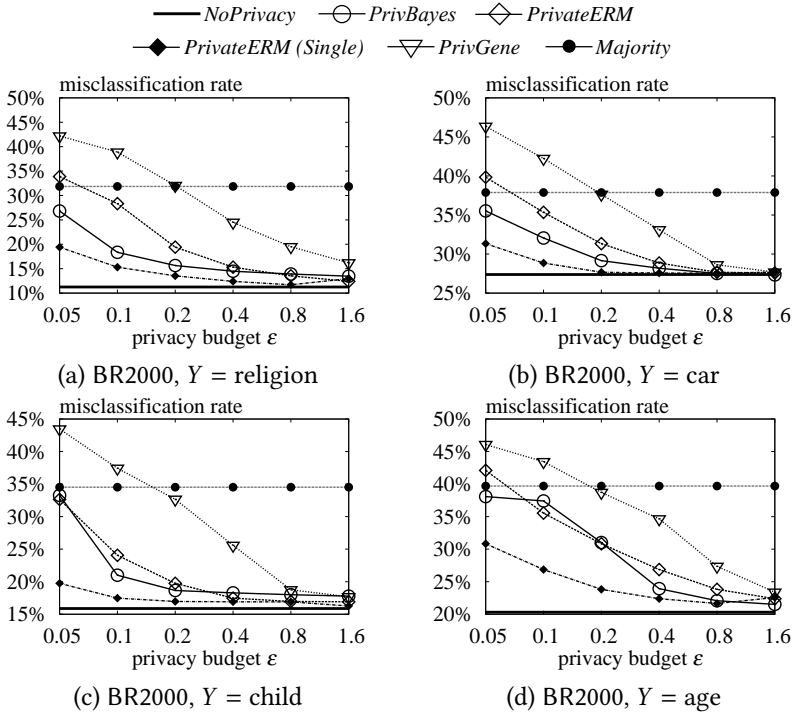 NoPrivacy PrivBayes PrivateERM
PrivateERM (Single) PrivGene Majority
misclassification rate
50%
45%
40%
35%
30%
25%
20%
15%
10%
0.05 0.1 0.2 0.4 0.8 1.6
privacy budget ε
(a) BR2000, Y = religion
misclassification rate
50%
45%
40%
35%
30%
25%
0.05 0.1 0.2 0.4 0.8 1.6
privacy budget ε
(b) BR2000, Y = car
misclassification rate
45%
40%
35%
30%
25%
20%
15%
0.05 0.1 0.2 0.4 0.8 1.6
privacy budget ε
(c) BR2000, Y = child
misclassification rate
50%
45%
40%
35%
30%
25%
20%
0.05 0.1 0.2 0.4 0.8 1.6
privacy budget ε
(d) BR2000, Y = age